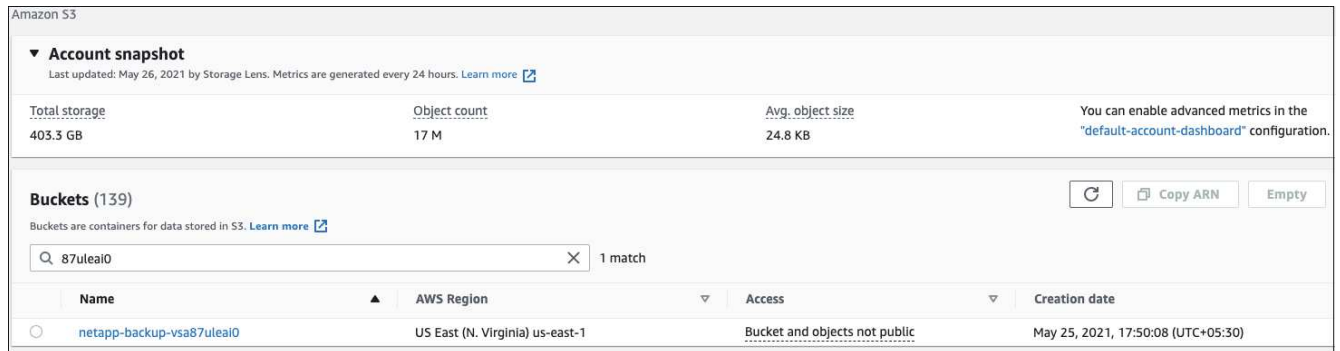 Amazon S3
▼ Account snapshot
Last updated: May 26, 2021 by Storage Lens. Metrics are generated every 24 hours. Learn more
Total storage Object count Avg. object size You can enable advanced metrics in the
403.3 GB 17 M 24.8 KB "default-account-dashboard" configuration.
Buckets (139) Copy ARN Empty
Buckets are containers for data stored in S3. Learn more
87uleai0 1 match
Name ▲ AWS Region Access Creation date
netapp-backup-vsa87uleai0 US East (N. Virginia) us-east-1 Bucket and objects not public May 25, 2021, 17:50:08 (UTC+05:30)